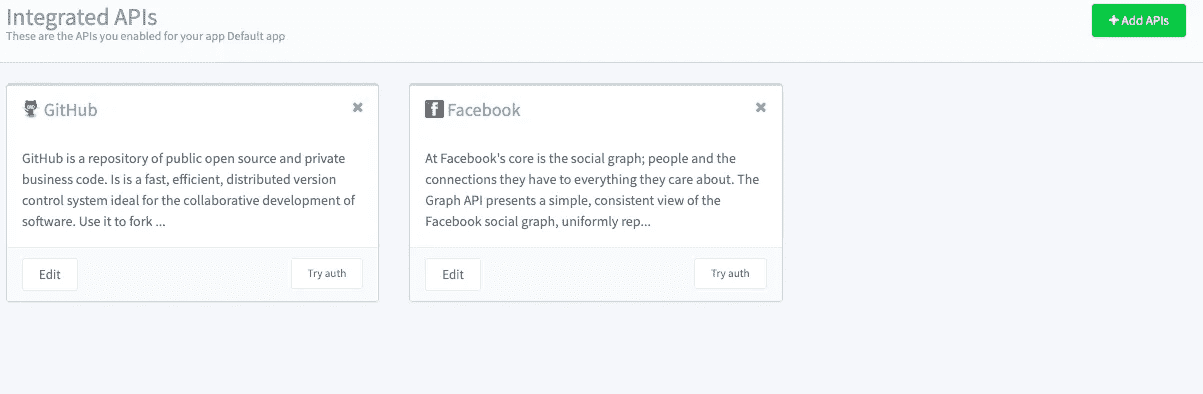 Integrated APIs
+ Add APIs
These are the APIs you enabled for your app Default app
GitHub
GitHub is a repository of public open source and private
business code. Is is a fast, efficient, distributed version
control system ideal for the collaborative development of
software. Use it to fork ...
Edit
Try auth
Facebook
At Facebook's core is the social graph; people and the
connections they have to everything they care about. The
Graph API presents a simple, consistent view of the
Facebook social graph, uniformly rep...
Edit
Try auth